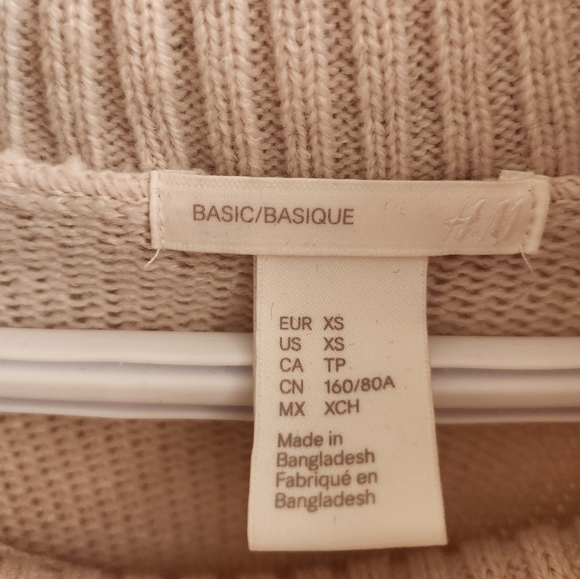 BASIC/BASIQUE H&M
EUR XS
US XS
CA TP
CN 160/80A
MX XCH
Made in
Bangladesh
Fabriqué en
Bangladesh